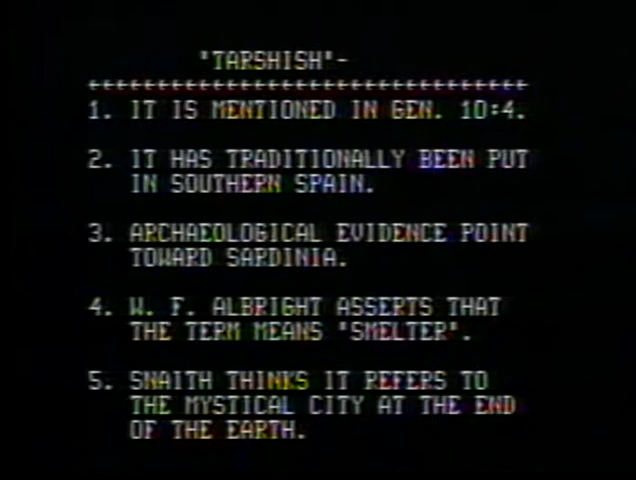 "TARSHISH"-
++++++++++++++++++++++++++++++++
1. IT IS MENTIONED IN GEN. 10:4.
2. IT HAS TRADITIONALLY BEEN PUT
IN SOUTHERN SPAIN.
3. ARCHAEOLOGICAL EVIDENCE POINT
TOWARD SARDINIA.
4. W. F. ALBRIGHT ASSERTS THAT
THE TERM MEANS "SMELTER".
5. SNAITH THINKS IT REFERS TO
THE MYSTICAL CITY AT THE END
OF THE EARTH.